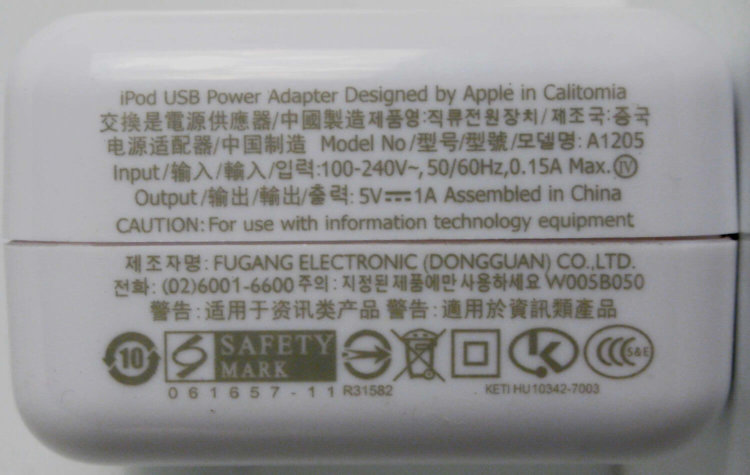 iPod USB Power Adapter Designed by Apple in Calitomia
交換是電源供應器/中國製造 제품명:직류전원장치/제조국:중국
电源适配器/中国制造 Model No/型号/型號/모델명: A1205
Input/输入/輸入/입력:100-240V~, 50/60Hz,0.15A Max. IV
Output/输出/輸出/출력: 5V⎓1A Assembled in China
CAUTION: For use with information technology equipment
제조자명: FUGANG ELECTRONIC (DONGGUAN) CO.,LTD.
전화: (02)6001-6600 주의: 지정된 제품에만 사용하세요 W005B050
警告: 适用于资讯类产品 警告: 適用於資訊類產品
10 SAFETY MARK K CCC S&E
061657-11 R31582 KETI HU10342-7003